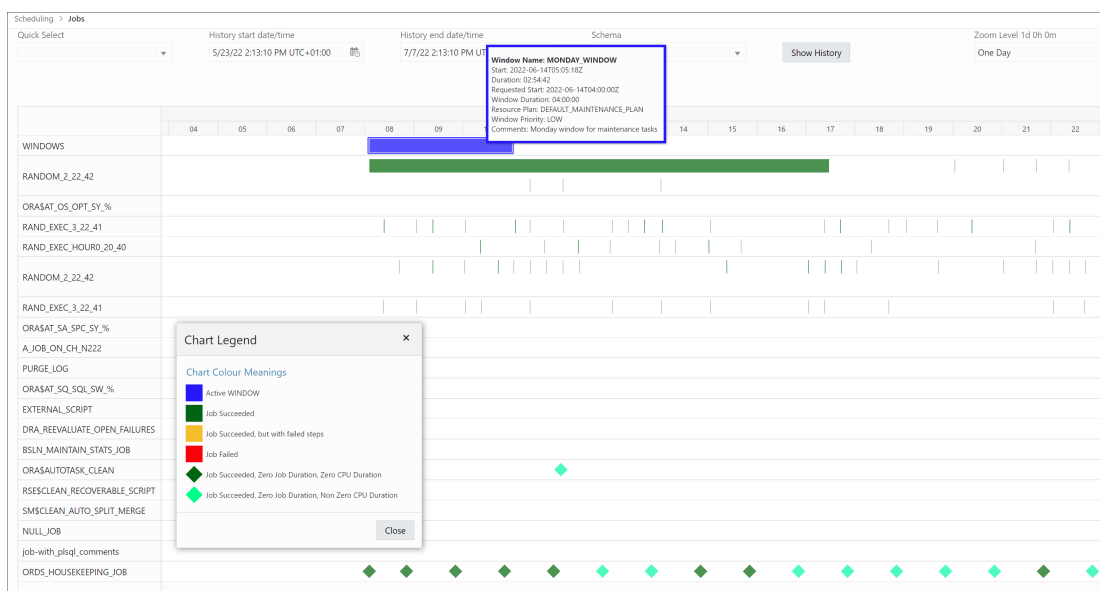 Scheduling > Jobs
Quick Select
History start date/time
History end date/time
Schema
Zoom Level 1d 0h 0m
5/23/22 2:13:10 PM UTC+01:00
7/7/22 2:13:10 PM UT
Show History
One Day
Window Name: MONDAY_WINDOW
Start: 2022-06-14T05:05:18Z
Duration: 02:54:42
Requested Start: 2022-06-14T04:00:00Z
Window Duration: 04:00:00
Resource Plan: DEFAULT_MAINTENANCE_PLAN
Window Priority: LOW
Comments: Monday window for maintenance tasks
04 05 06 07 08 09 1 14 15 16 17 18 19 20 21 22
WINDOWS
RANDOM_2_22_42
ORA$AT_OS_OPT_SY_%
RAND_EXEC_3_22_41
RAND_EXEC_HOUR0_20_40
RANDOM_2_22_42
RAND_EXEC_3_22_41
ORA$AT_SA_SPC_SY_%
A_JOB_ON_CH_N222
PURGE_LOG
ORA$AT_SQ_SQL_SW_%
EXTERNAL_SCRIPT
DRA_REEVALUATE_OPEN_FAILURES
BSLN_MAINTAIN_STATS_JOB
ORA$AUTOTASK_CLEAN
RSE$CLEAN_RECOVERABLE_SCRIPT
SM$CLEAN_AUTO_SPLIT_MERGE
NULL_JOB
job-with_plsql_comments
ORDS_HOUSEKEEPING_JOB
Chart Legend
Chart Colour Meanings
Active WINDOW
Job Succeeded
Job Succeeded, but with failed steps
Job Failed
Job Succeeded, Zero Job Duration, Zero CPU Duration
Job Succeeded, Zero Job Duration, Non Zero CPU Duration
Close